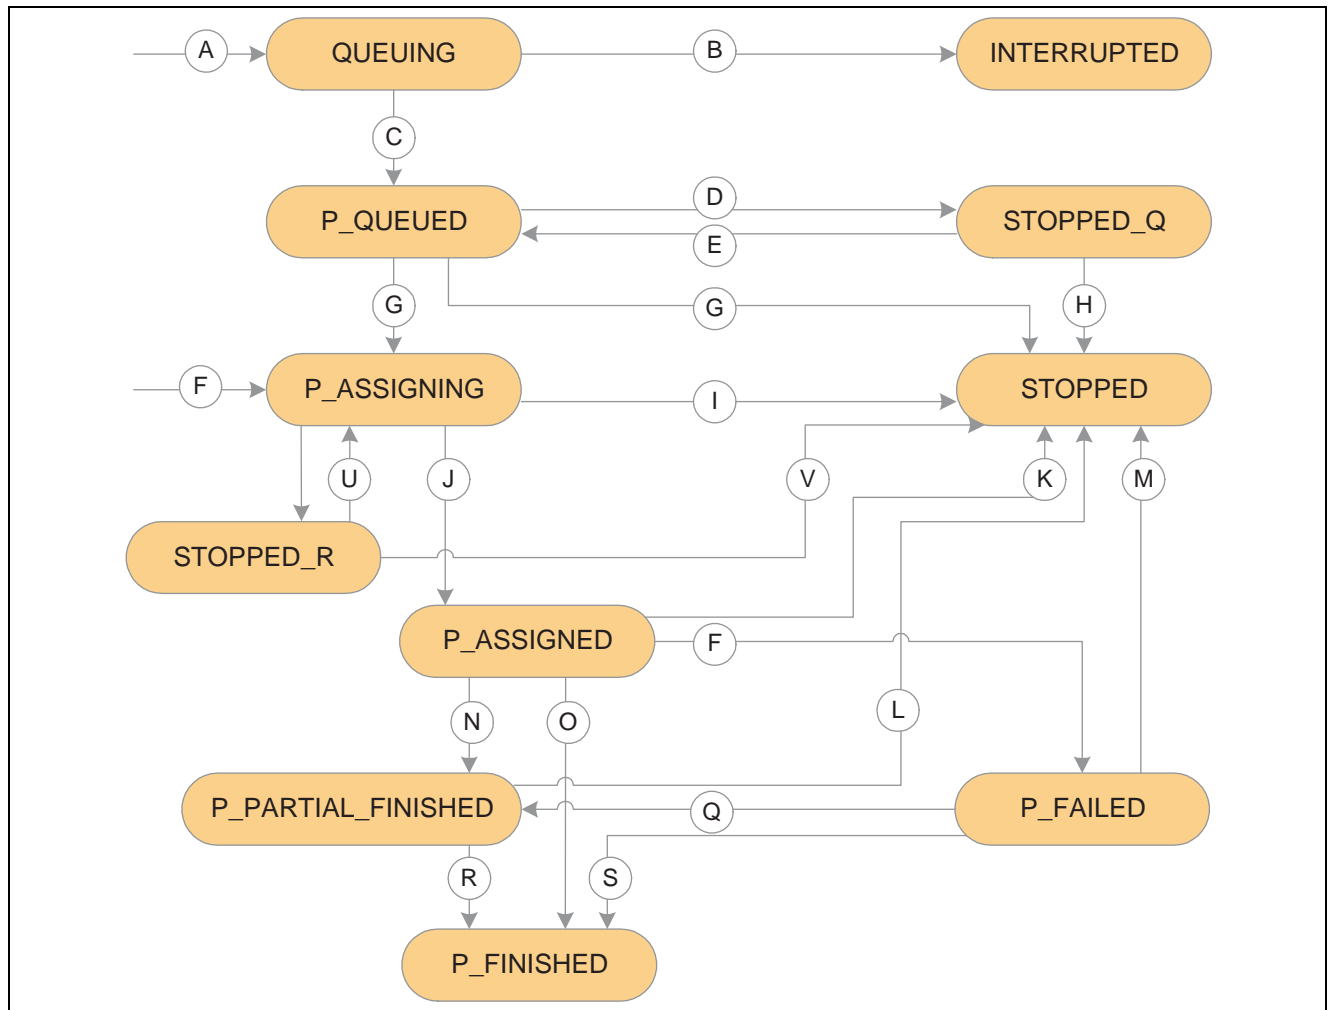 A
QUEUING
B
INTERRUPTED
C
P_QUEUED
D
E
STOPPED_Q
G
G
H
F
P_ASSIGNING
I
STOPPED
U
J
V
K
M
STOPPED_R
P_ASSIGNED
F
N
O
L
P_PARTIAL_FINISHED
Q
P_FAILED
R
S
P_FINISHED